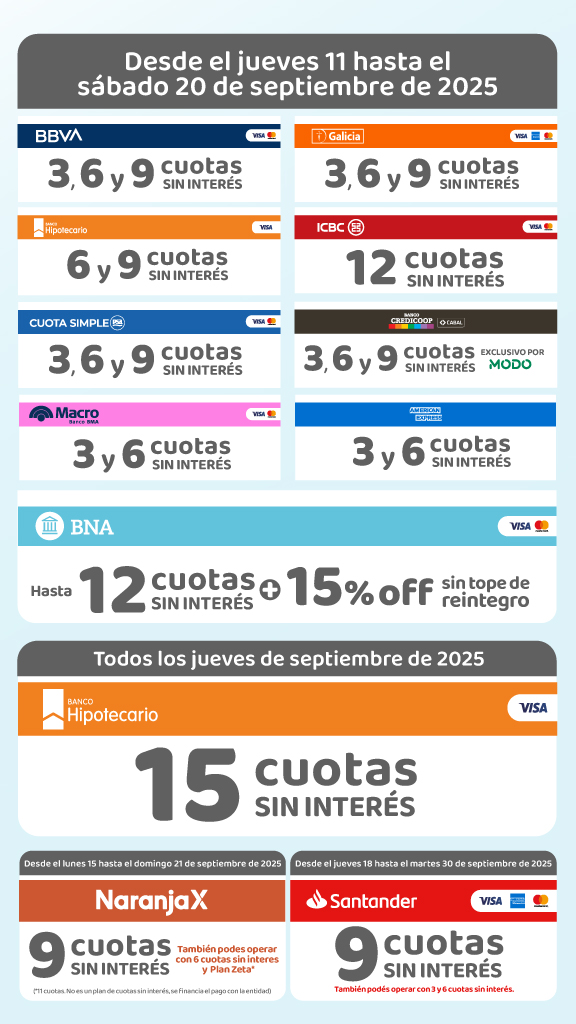 Desde el jueves 11 hasta el
sábado 20 de septiembre de 2025
BBVA
VISA
3, 6 y 9 cuotas
SIN INTERÉS
Galicia
VISA
3, 6 y 9 cuotas
SIN INTERÉS
BANCO
Hipotecario
VISA
6 y 9 cuotas
SIN INTERÉS
ICBC
VISA
12 cuotas
SIN INTERÉS
CUOTA SIMPLE
VISA
3, 6 y 9 cuotas
SIN INTERÉS
BANCO
CREDICOOP
CABAL
3, 6 y 9 cuotas
SIN INTERÉS
EXCLUSIVO POR
MODO
Macro
Banco BMA
VISA
3 y 6 cuotas
SIN INTERÉS
AMERICAN
EXPRESS
3 y 6 cuotas
SIN INTERÉS
BNA
VISA
Hasta 12 cuotas
SIN INTERÉS
+ 15% off sin tope de
reintegro
Todos los jueves de septiembre de 2025
BANCO
Hipotecario
VISA
15 cuotas
SIN INTERÉS
Desde el lunes 15 hasta el domingo 21 de septiembre de 2025
NaranjaX
9 cuotas
SIN INTERÉS
También podes operar
con 6 cuotas sin interes
y Plan Zeta*
(*11 cuotas. No es un plan de cuotas sin interés, se financia el pago con la entidad)
Desde el jueves 18 hasta el martes 30 de septiembre de 2025
Santander
VISA
9 cuotas
SIN INTERÉS
También podés operar con 3 y 6 cuotas sin interés.